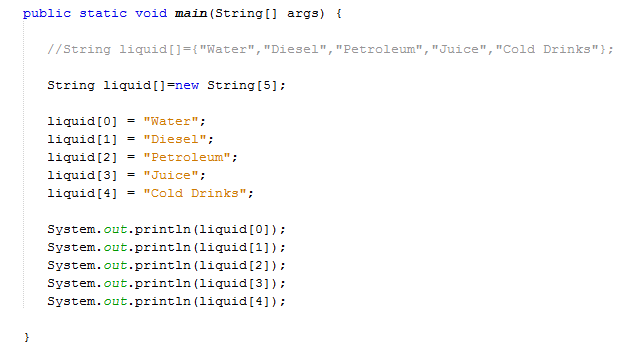 public static void main(String[] args) {
//String liquid[]={"Water","Diesel","Petroleum","Juice","Cold Drinks"};
String liquid[]=new String[5];
liquid[0] = "Water";
liquid[1] = "Diesel";
liquid[2] = "Petroleum";
liquid[3] = "Juice";
liquid[4] = "Cold Drinks";
System.out.println(liquid[0]);
System.out.println(liquid[1]);
System.out.println(liquid[2]);
System.out.println(liquid[3]);
System.out.println(liquid[4]);
}